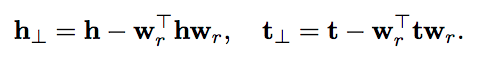 h⊥ = h − w_r^⊤ h w_r,   t⊥ = t − w_r^⊤ t w_r.